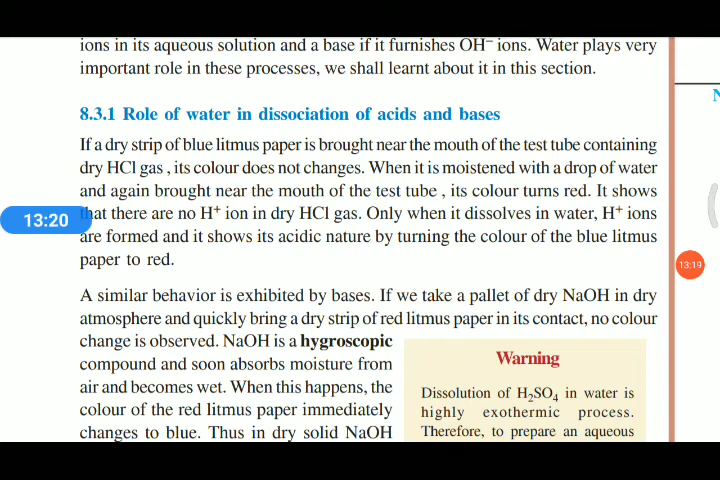 ions in its aqueous solution and a base if it furnishes OH⁻ ions. Water plays very
important role in these processes, we shall learnt about it in this section.
8.3.1 Role of water in dissociation of acids and bases
If a dry strip of blue litmus paper is brought near the mouth of the test tube containing
dry HCl gas , its colour does not changes. When it is moistened with a drop of water
and again brought near the mouth of the test tube , its colour turns red. It shows
13:20
that there are no H⁺ ion in dry HCl gas. Only when it dissolves in water, H⁺ ions
are formed and it shows its acidic nature by turning the colour of the blue litmus
paper to red.
13:19
A similar behavior is exhibited by bases. If we take a pallet of dry NaOH in dry
atmosphere and quickly bring a dry strip of red litmus paper in its contact, no colour
change is observed. NaOH is a hygroscopic
compound and soon absorbs moisture from
air and becomes wet. When this happens, the
colour of the red litmus paper immediately
changes to blue. Thus in dry solid NaOH
Warning
Dissolution of H₂SO₄ in water is
highly exothermic process.
Therefore, to prepare an aqueous